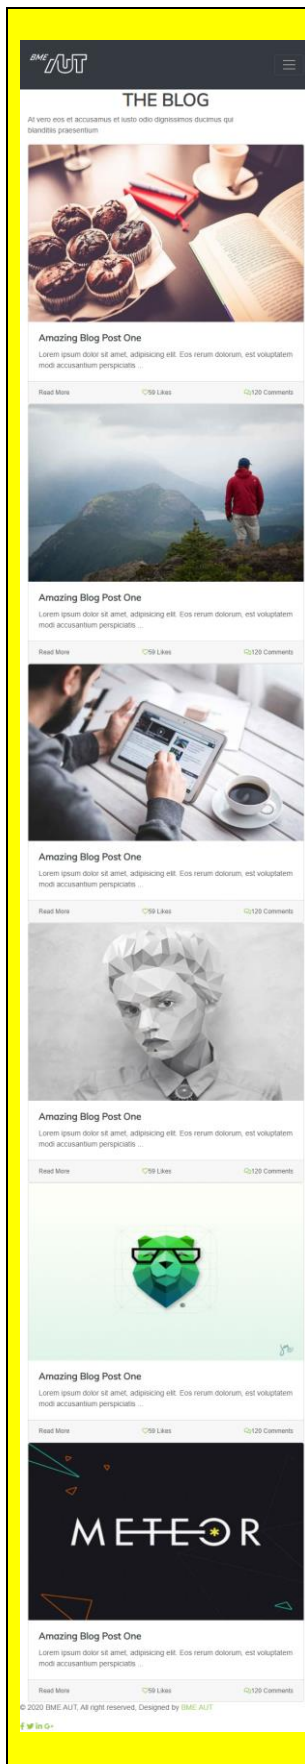 BME AUT
THE BLOG
At vero eos et accusamus et iusto odio dignissimos ducimus qui
blanditiis praesentium
Amazing Blog Post One
Lorem ipsum dolor sit amet, adipisicing elit. Eos rerum dolorum, est voluptatem
modi accusantium perspiciatis ...
Read More 59 Likes 120 Comments
Amazing Blog Post One
Lorem ipsum dolor sit amet, adipisicing elit. Eos rerum dolorum, est voluptatem
modi accusantium perspiciatis ...
Read More 59 Likes 120 Comments
Amazing Blog Post One
Lorem ipsum dolor sit amet, adipisicing elit. Eos rerum dolorum, est voluptatem
modi accusantium perspiciatis ...
Read More 59 Likes 120 Comments
Amazing Blog Post One
Lorem ipsum dolor sit amet, adipisicing elit. Eos rerum dolorum, est voluptatem
modi accusantium perspiciatis ...
Read More 59 Likes 120 Comments
Amazing Blog Post One
Lorem ipsum dolor sit amet, adipisicing elit. Eos rerum dolorum, est voluptatem
modi accusantium perspiciatis ...
Read More 59 Likes 120 Comments
METEOR
Amazing Blog Post One
Lorem ipsum dolor sit amet, adipisicing elit. Eos rerum dolorum, est voluptatem
modi accusantium perspiciatis ...
Read More 59 Likes 120 Comments
© 2020 BME AUT, All right reserved, Designed by BME AUT
f in G+